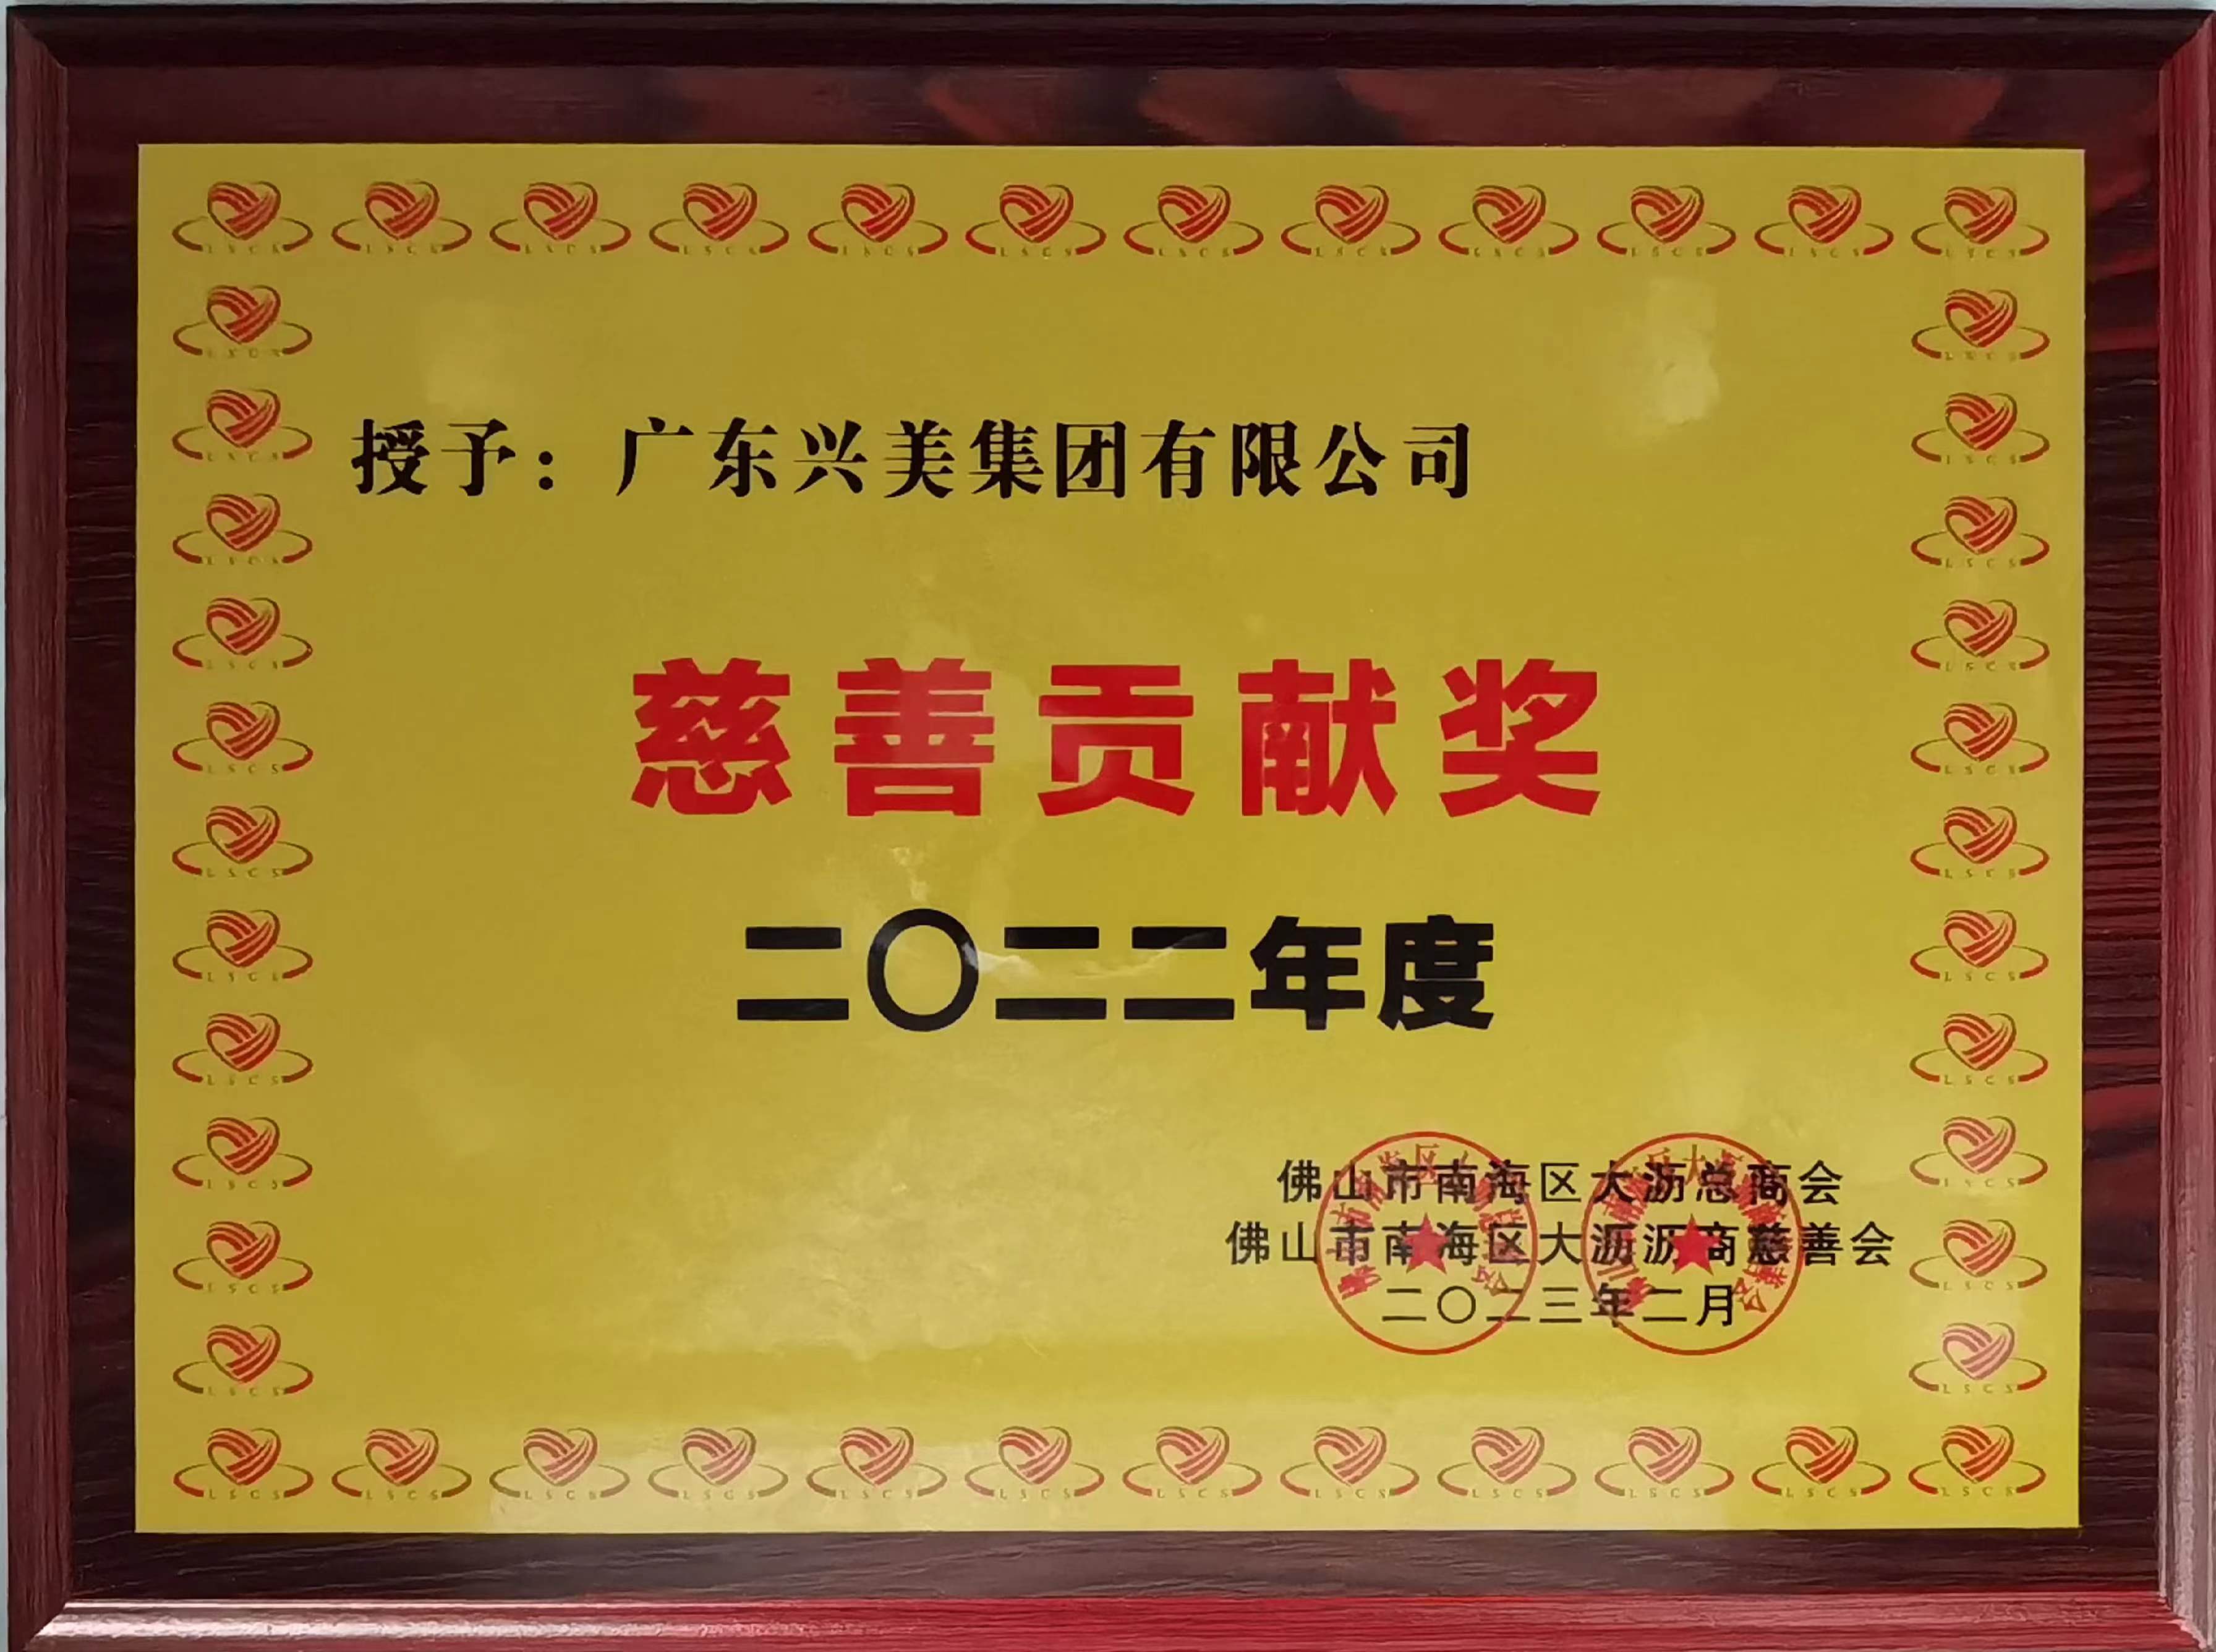 授予：广东兴美集团有限公司
慈善贡献奖
二〇二二年度
佛山市南海区大沥总商会
佛山市南海区大沥沥商慈善会
二〇二三年二月
LSCS